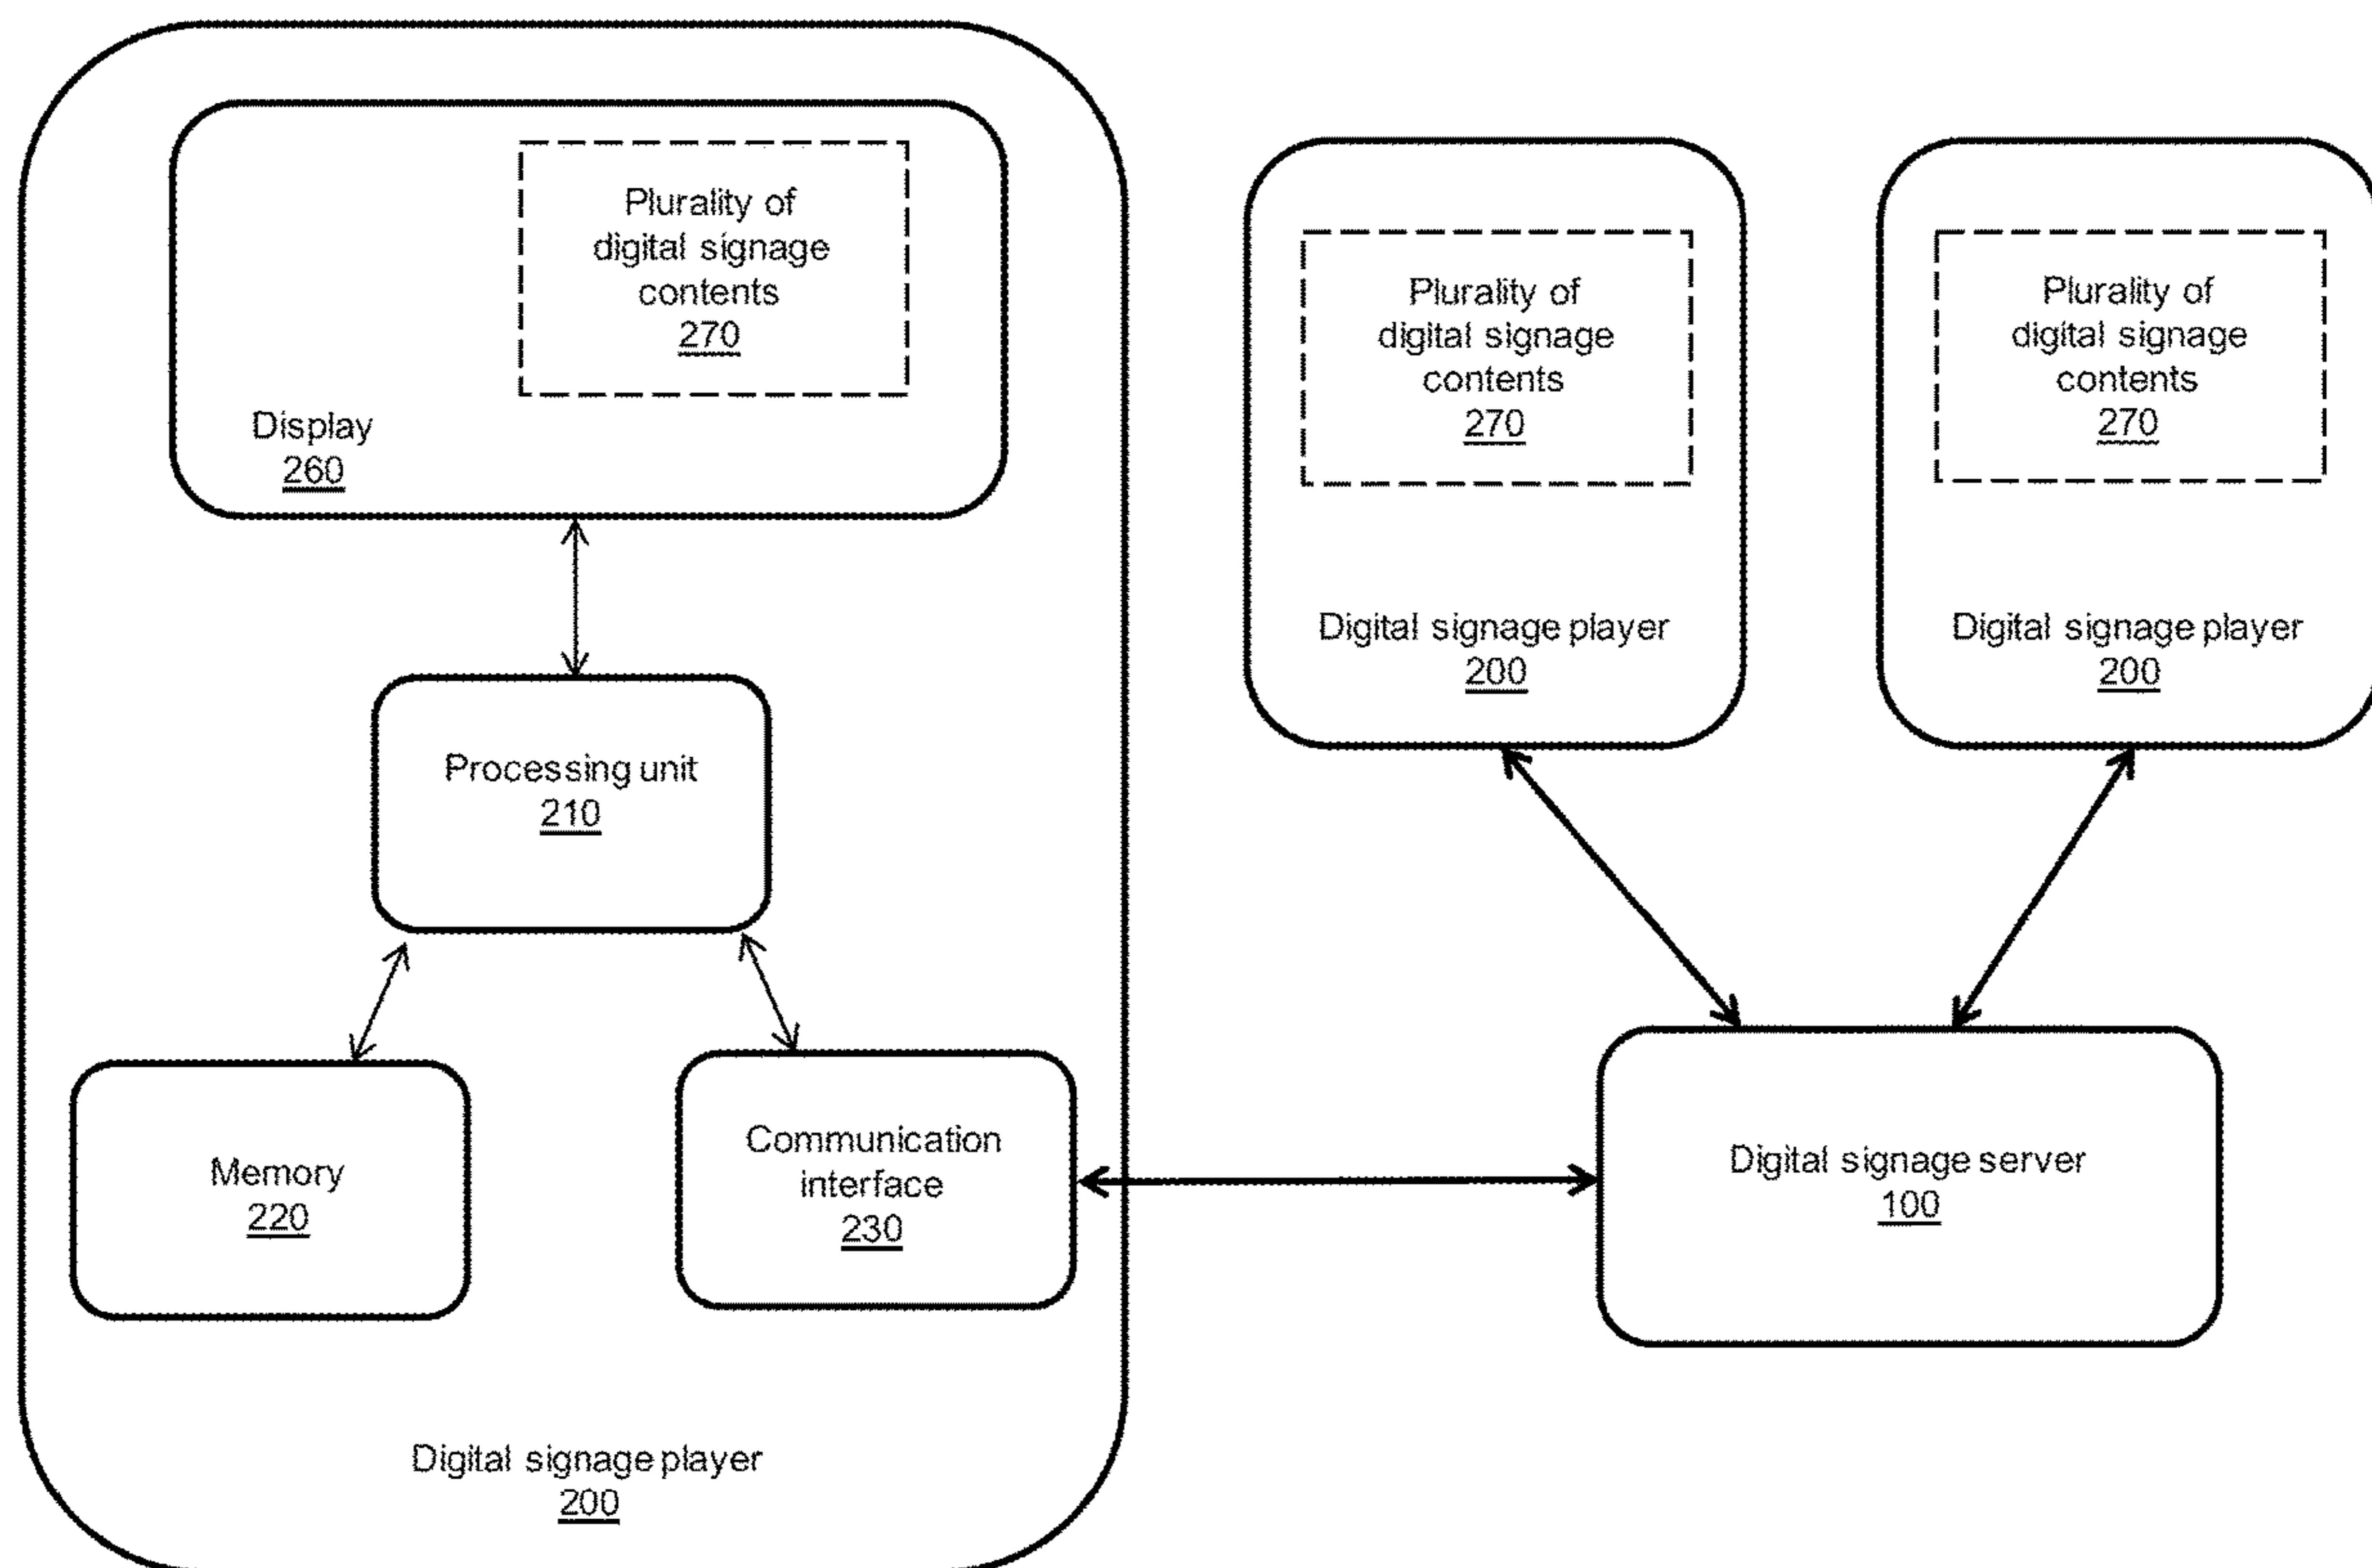 Plurality of
digital signage
contents
270
Display
260
Processing unit
210
Memory
220
Communication
interface
230
Digital signage player
200
Plurality of
digital signage
contents
270
Digital signage player
200
Plurality of
digital signage
contents
270
Digital signage player
200
Digital signage server
100